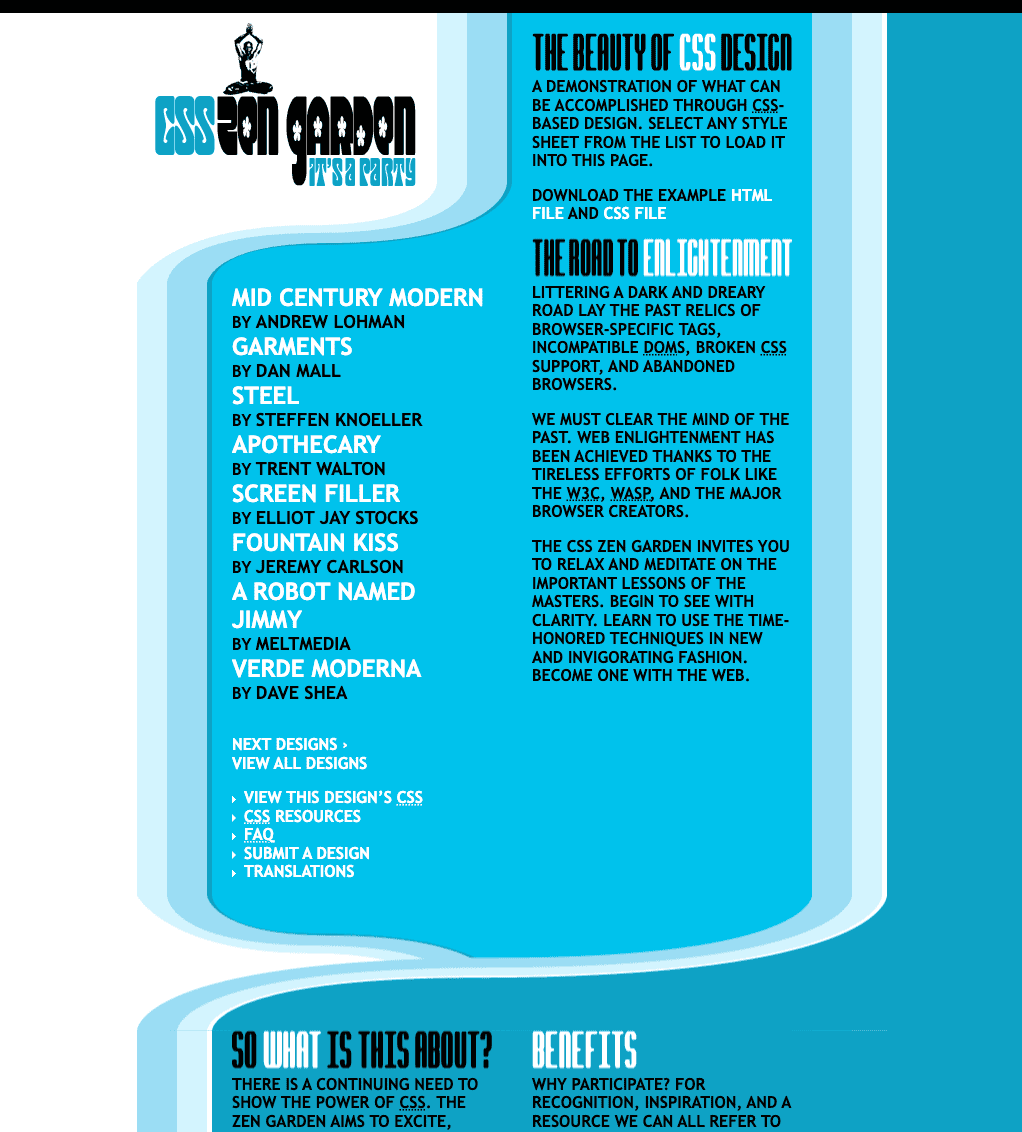 CSS Zen Garden
It's a Party
MID CENTURY MODERN
BY ANDREW LOHMAN
GARMENTS
BY DAN MALL
STEEL
BY STEFFEN KNOELLER
APOTHECARY
BY TRENT WALTON
SCREEN FILLER
BY ELLIOT JAY STOCKS
FOUNTAIN KISS
BY JEREMY CARLSON
A ROBOT NAMED
JIMMY
BY MELTMEDIA
VERDE MODERNA
BY DAVE SHEA
NEXT DESIGNS ›
VIEW ALL DESIGNS
VIEW THIS DESIGN’S CSS
CSS RESOURCES
FAQ
SUBMIT A DESIGN
TRANSLATIONS
THE BEAUTY OF CSS DESIGN
A DEMONSTRATION OF WHAT CAN
BE ACCOMPLISHED THROUGH CSS-
BASED DESIGN. SELECT ANY STYLE
SHEET FROM THE LIST TO LOAD IT
INTO THIS PAGE.
DOWNLOAD THE EXAMPLE HTML
FILE AND CSS FILE
THE ROAD TO ENLIGHTENMENT
LITTERING A DARK AND DREARY
ROAD LAY THE PAST RELICS OF
BROWSER-SPECIFIC TAGS,
INCOMPATIBLE DOMS, BROKEN CSS
SUPPORT, AND ABANDONED
BROWSERS.
WE MUST CLEAR THE MIND OF THE
PAST. WEB ENLIGHTENMENT HAS
BEEN ACHIEVED THANKS TO THE
TIRELESS EFFORTS OF FOLK LIKE
THE W3C, WASP, AND THE MAJOR
BROWSER CREATORS.
THE CSS ZEN GARDEN INVITES YOU
TO RELAX AND MEDITATE ON THE
IMPORTANT LESSONS OF THE
MASTERS. BEGIN TO SEE WITH
CLARITY. LEARN TO USE THE TIME-
HONORED TECHNIQUES IN NEW
AND INVIGORATING FASHION.
BECOME ONE WITH THE WEB.
SO WHAT IS THIS ABOUT?
THERE IS A CONTINUING NEED TO
SHOW THE POWER OF CSS. THE
ZEN GARDEN AIMS TO EXCITE,
BENEFITS
WHY PARTICIPATE? FOR
RECOGNITION, INSPIRATION, AND A
RESOURCE WE CAN ALL REFER TO